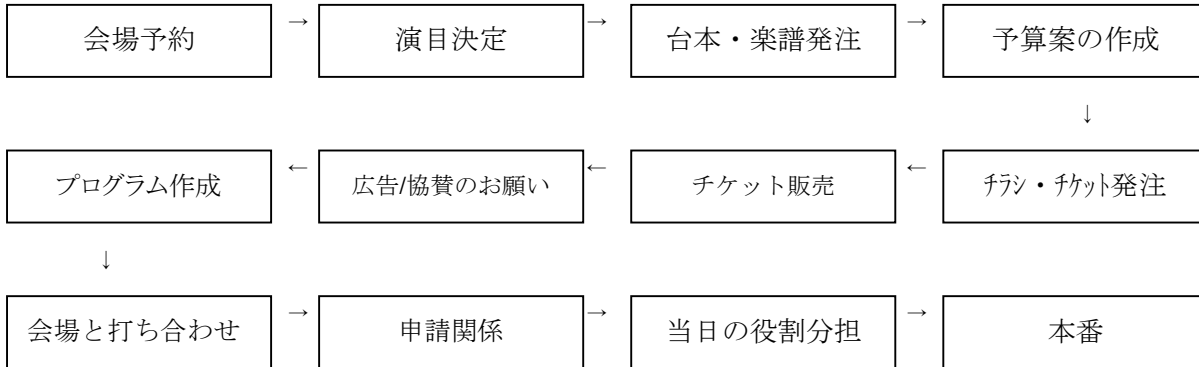 会場予約 → 演目決定 → 台本・楽譜発注 → 予算案の作成
↓
プログラム作成 ← 広告/協賛のお願い ← チケット販売 ← ﾁﾗｼ・ﾁｹｯﾄ発注
↓
会場と打ち合わせ → 申請関係 → 当日の役割分担 → 本番